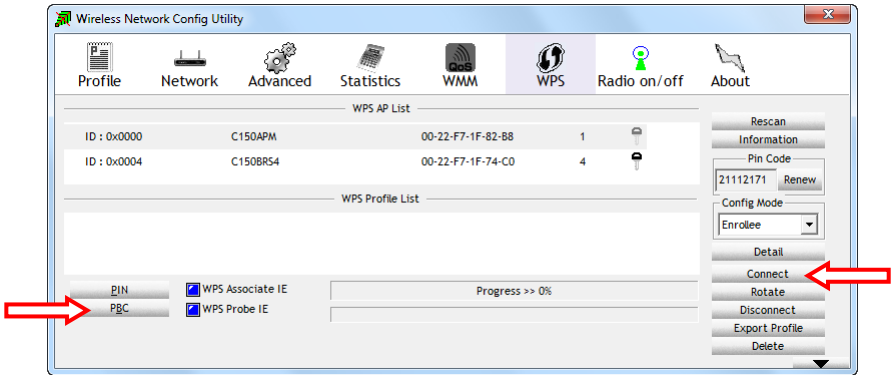 Wireless Network Config Utility
X
Profile Network Advanced Statistics WMM WPS Radio on/off About
QoS
WPS AP List
ID : 0x0000 C150APM 00-22-F7-1F-82-B8 1
ID : 0x0004 C150BRS4 00-22-F7-1F-74-C0 4
WPS Profile List
PIN
PBC
WPS Associate IE
WPS Probe IE
Progress >> 0%
Rescan
Information
Pin Code
21112171 Renew
Config Mode
Enrollee
Detail
Connect
Rotate
Disconnect
Export Profile
Delete